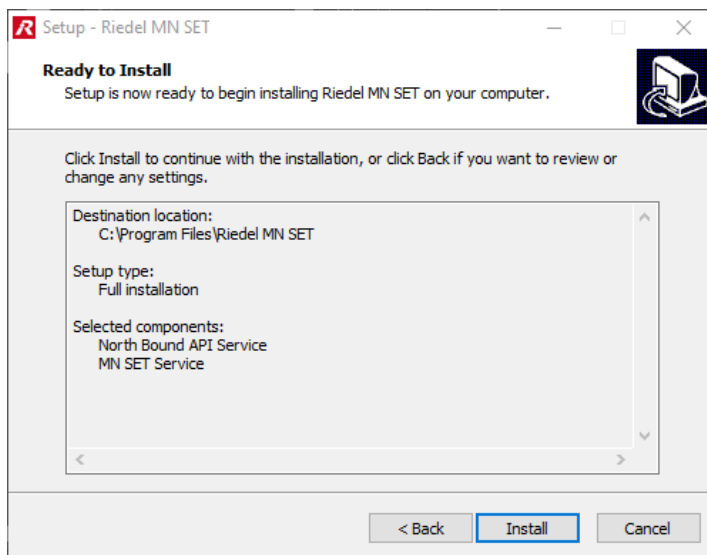 R Setup - Riedel MN SET
Ready to Install
Setup is now ready to begin installing Riedel MN SET on your computer.
Click Install to continue with the installation, or click Back if you want to review or
change any settings.
Destination location:
C:\Program Files\Riedel MN SET
Setup type:
Full installation
Selected components:
North Bound API Service
MN SET Service
< Back Install Cancel